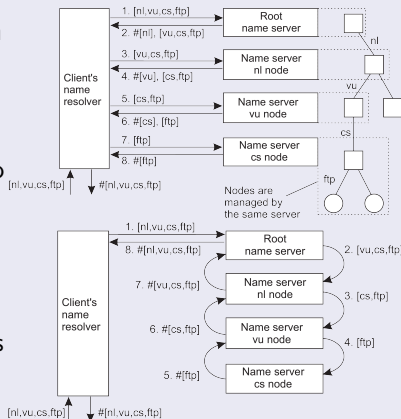 1. [nl,vu,cs,ftp]
2. #[nl], [vu,cs,ftp]
Root
name server
nl
3. [vu,cs,ftp]
4. #[vu], [cs,ftp]
Name server
nl node
Client's
name
resolver
vu
5. [cs,ftp]
6. #[cs], [ftp]
Name server
vu node
cs
7. [ftp]
8. #[ftp]
Name server
cs node
ftp
[nl,vu,cs,ftp]
#[nl,vu,cs,ftp]
Nodes are
managed by
the same server
1. [nl,vu,cs,ftp]
8. #[nl,vu,cs,ftp]
Root
name server
2. [vu,cs,ftp]
7. #[vu,cs,ftp]
Name server
nl node
3. [cs,ftp]
Client's
name
resolver
6. #[cs,ftp]
Name server
vu node
4. [ftp]
5. #[ftp]
Name server
cs node
s
[nl,vu,cs,ftp]
#[nl,vu,cs,ftp]